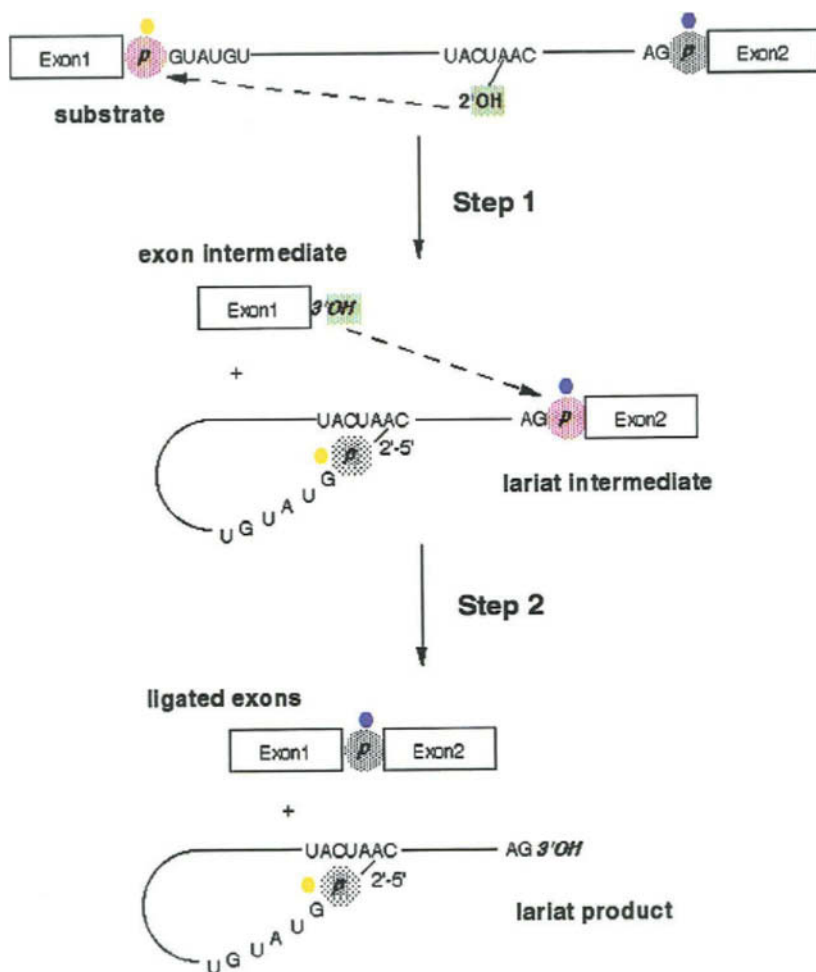 Exon1 p GUAUGU UACUAAC AG p Exon2
2'OH
substrate
Step 1
exon intermediate
Exon1 3'OH
+
UACUAAC AG p Exon2
p 2'-5'
G
lariat intermediate
U G U A U
Step 2
ligated exons
Exon1 p Exon2
+
UACUAAC AG 3'OH
p 2'-5'
G
lariat product
U G U A U